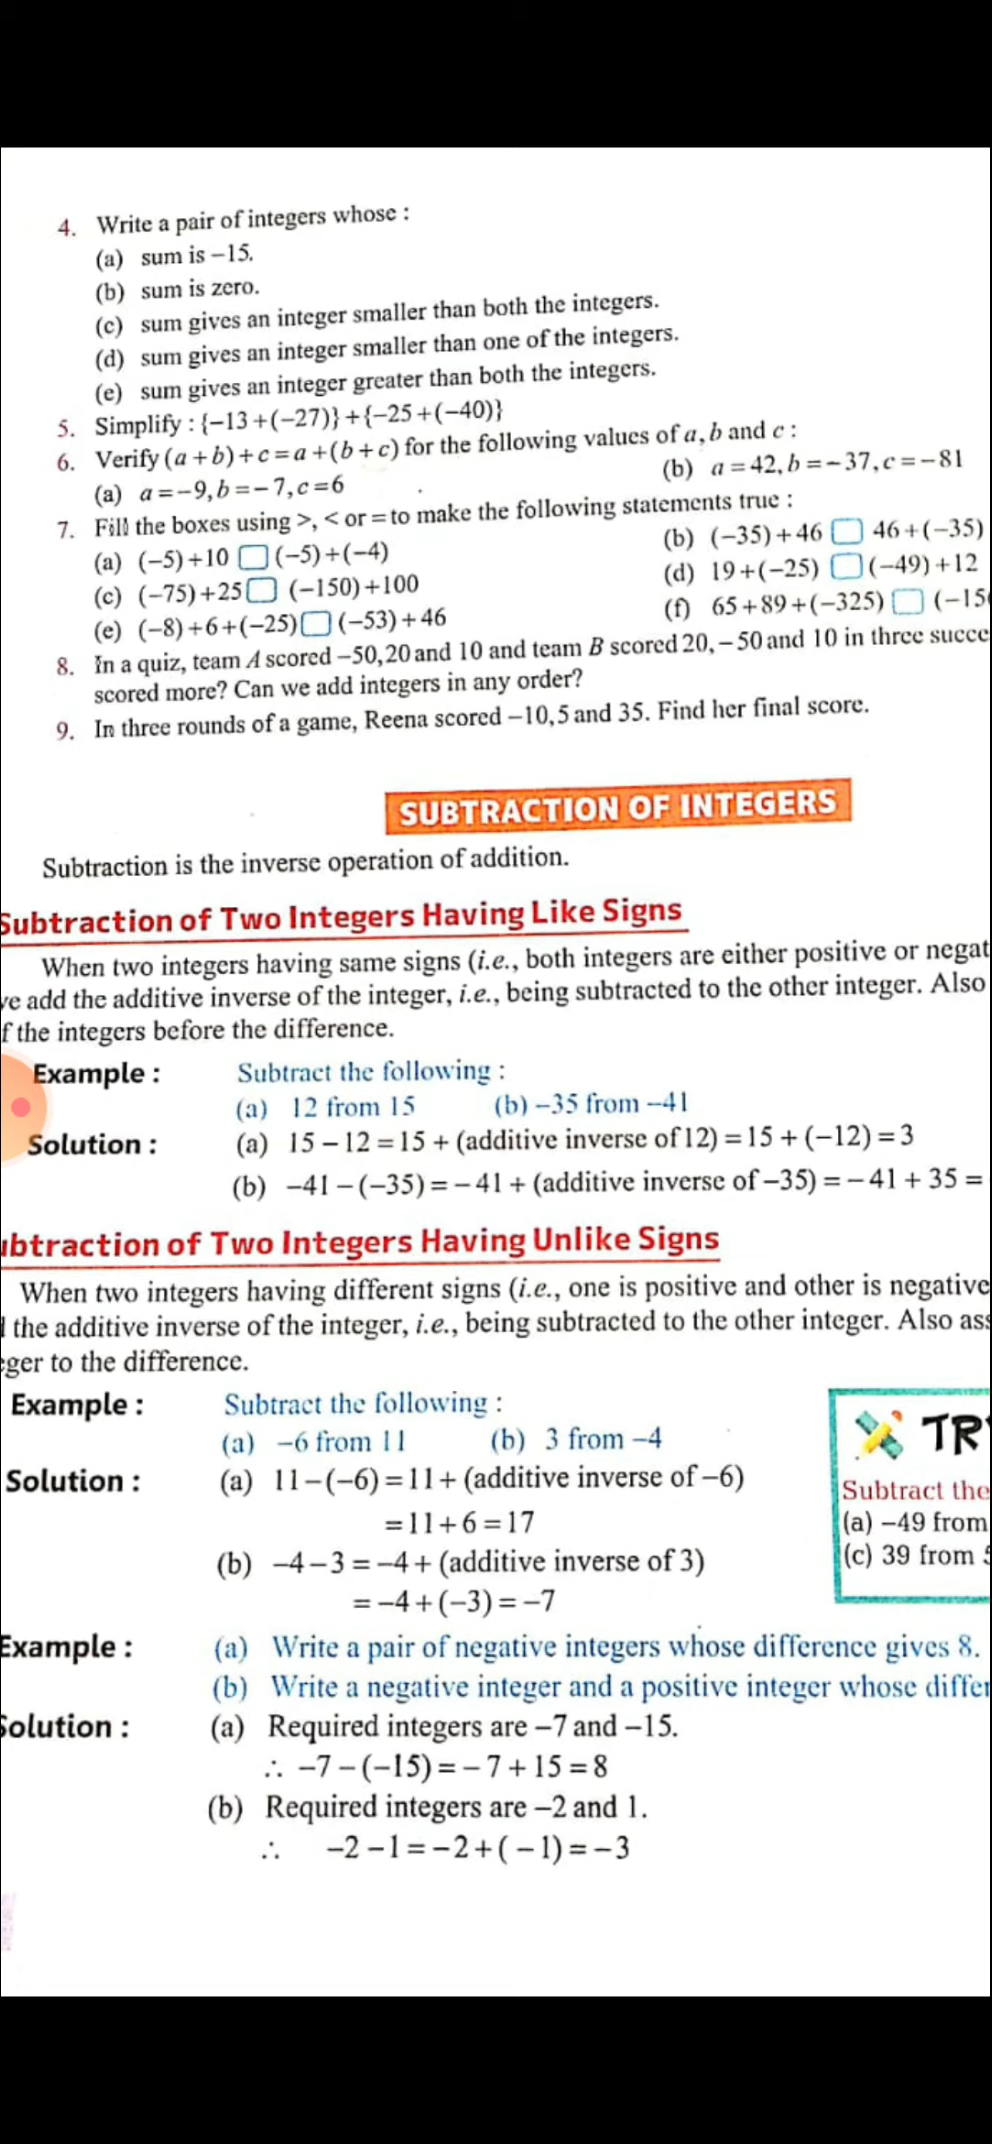 4. Write a pair of integers whose :
(a) sum is –15.
(b) sum is zero.
(c) sum gives an integer smaller than both the integers.
(d) sum gives an integer smaller than one of the integers.
(e) sum gives an integer greater than both the integers.
5. Simplify : {–13+(–27)}+{–25+(–40)}
6. Verify (a+b)+c=a+(b+c) for the following values of a, b and c :
(a) a=–9, b=–7, c=6 (b) a=42, b=–37, c=–81
7. Fill the boxes using >, < or = to make the following statements true :
(a) (–5)+10 □ (–5)+(–4) (b) (–35)+46 □ 46+(–35)
(c) (–75)+25 □ (–150)+100 (d) 19+(–25) □ (–49)+12
(e) (–8)+6+(–25) □ (–53)+46 (f) 65+89+(–325) □ (–15
8. In a quiz, team A scored –50, 20 and 10 and team B scored 20, –50 and 10 in three succe
scored more? Can we add integers in any order?
9. In three rounds of a game, Reena scored –10, 5 and 35. Find her final score.
SUBTRACTION OF INTEGERS
Subtraction is the inverse operation of addition.
Subtraction of Two Integers Having Like Signs
When two integers having same signs (i.e., both integers are either positive or negat
ve add the additive inverse of the integer, i.e., being subtracted to the other integer. Also
f the integers before the difference.
Example : Subtract the following :
(a) 12 from 15 (b) –35 from –41
Solution : (a) 15 – 12 = 15 + (additive inverse of 12) = 15 + (–12) = 3
(b) –41 – (–35) = – 41 + (additive inverse of –35) = – 41 + 35 =
ubtraction of Two Integers Having Unlike Signs
When two integers having different signs (i.e., one is positive and other is negative
the additive inverse of the integer, i.e., being subtracted to the other integer. Also ass
eger to the difference.
Example : Subtract the following :
(a) –6 from 11 (b) 3 from –4
Solution : (a) 11–(–6) = 11+ (additive inverse of –6)
= 11+6 = 17
(b) –4–3 = –4+ (additive inverse of 3)
= –4+(–3) = –7
TRY
Subtract the
(a) –49 from
(c) 39 from
Example : (a) Write a pair of negative integers whose difference gives 8.
(b) Write a negative integer and a positive integer whose differ
Solution : (a) Required integers are –7 and –15.
∴ –7 – (–15) = – 7 + 15 = 8
(b) Required integers are –2 and 1.
∴ –2 –1 = –2+( –1) = –3